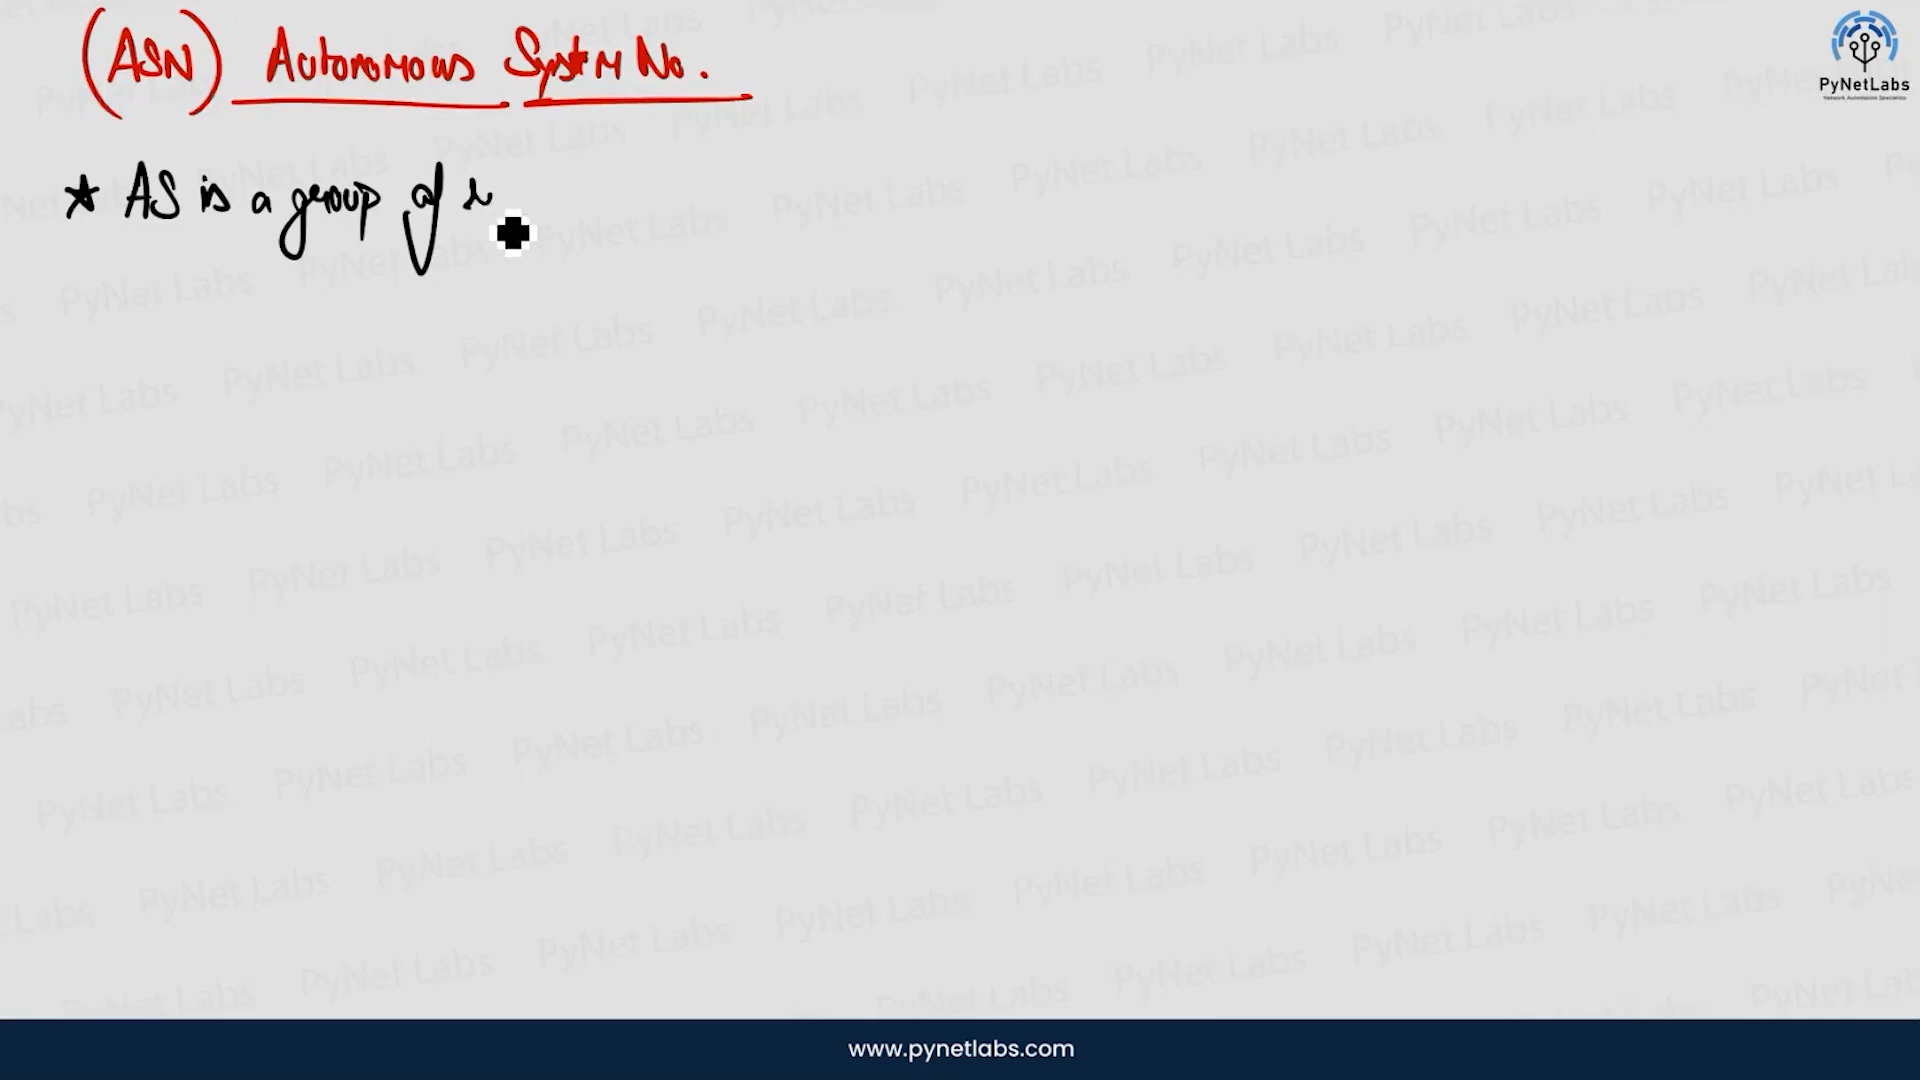 (ASN) Autonomous System No.
PyNetLabs
★ AS is a group of r
www.pynetlabs.com